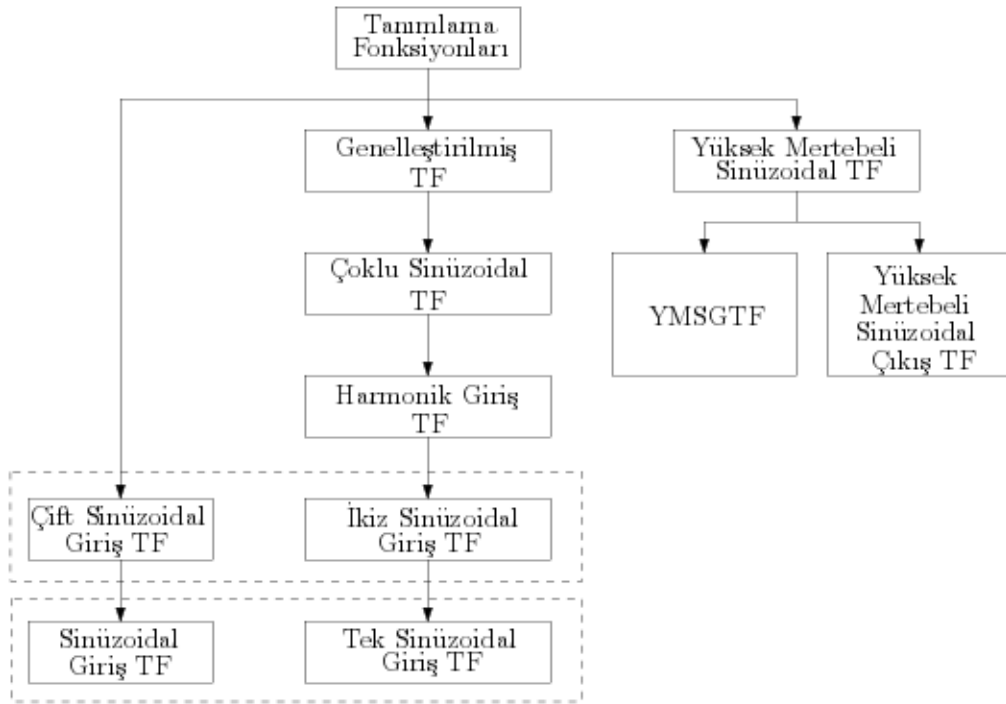 Tanımlama
Fonksiyonları
Genelleştirilmiş
TF
Yüksek Mertebeli
Sinüzoidal TF
Çoklu Sinüzoidal
TF
YMSGTF
Yüksek
Mertebeli
Sinüzoidal
Çıkış TF
Harmonik Giriş
TF
Çift Sinüzoidal
Giriş TF
İkiz Sinüzoidal
Giriş TF
Sinüzoidal
Giriş TF
Tek Sinüzoidal
Giriş TF